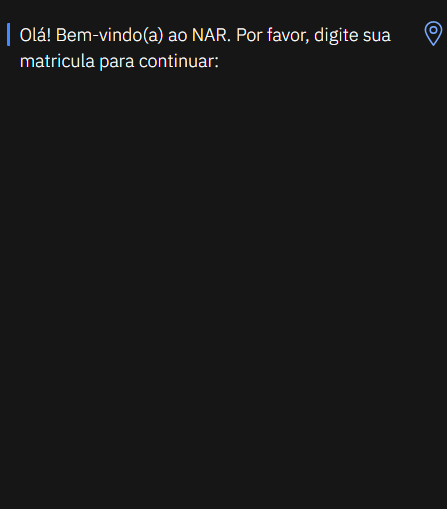 Olá! Bem-vindo(a) ao NAR. Por favor, digite sua
matricula para continuar: